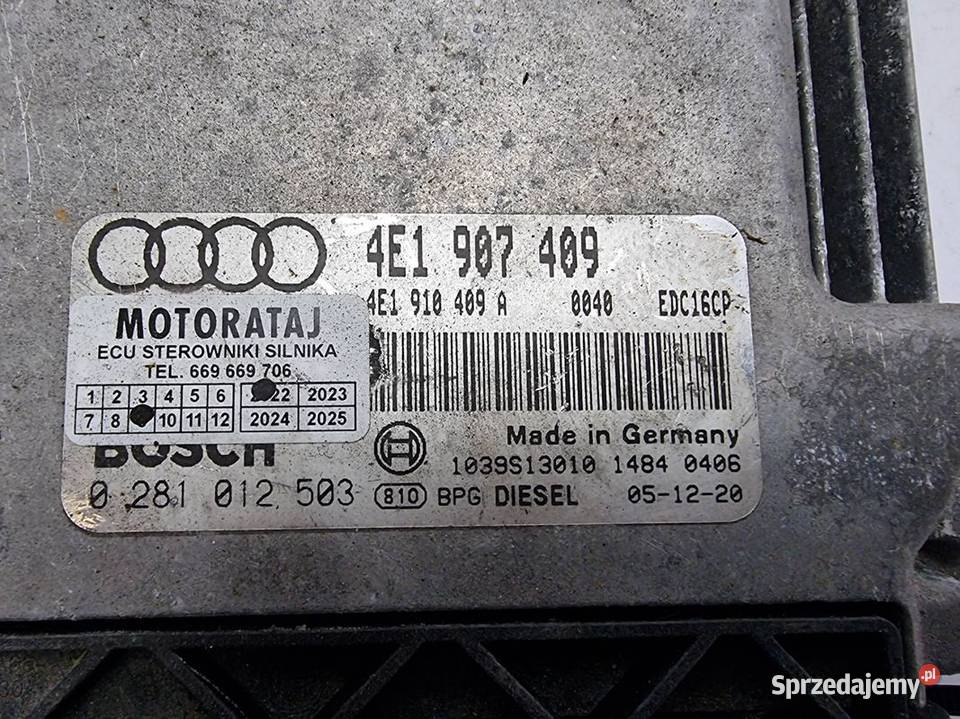 4E1 907 409
4E1 910 409 A 0040 EDC16CP
MOTORATAJ
ECU STEROWNIKI SILNIKA
TEL. 669 669 706
1 2 3 4 5 6 2022 2023
7 8 10 11 12 2024 2025
BOSCH
Made in Germany
1039S13010 1484 0406
0 281 012 503 810 BPG DIESEL 05-12-20
Sprzedajemy.pl